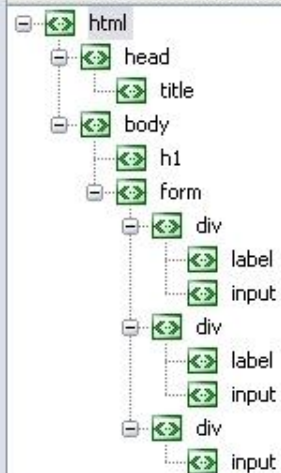 html
head
title
body
h1
form
div
label
input
div
label
input
div
input